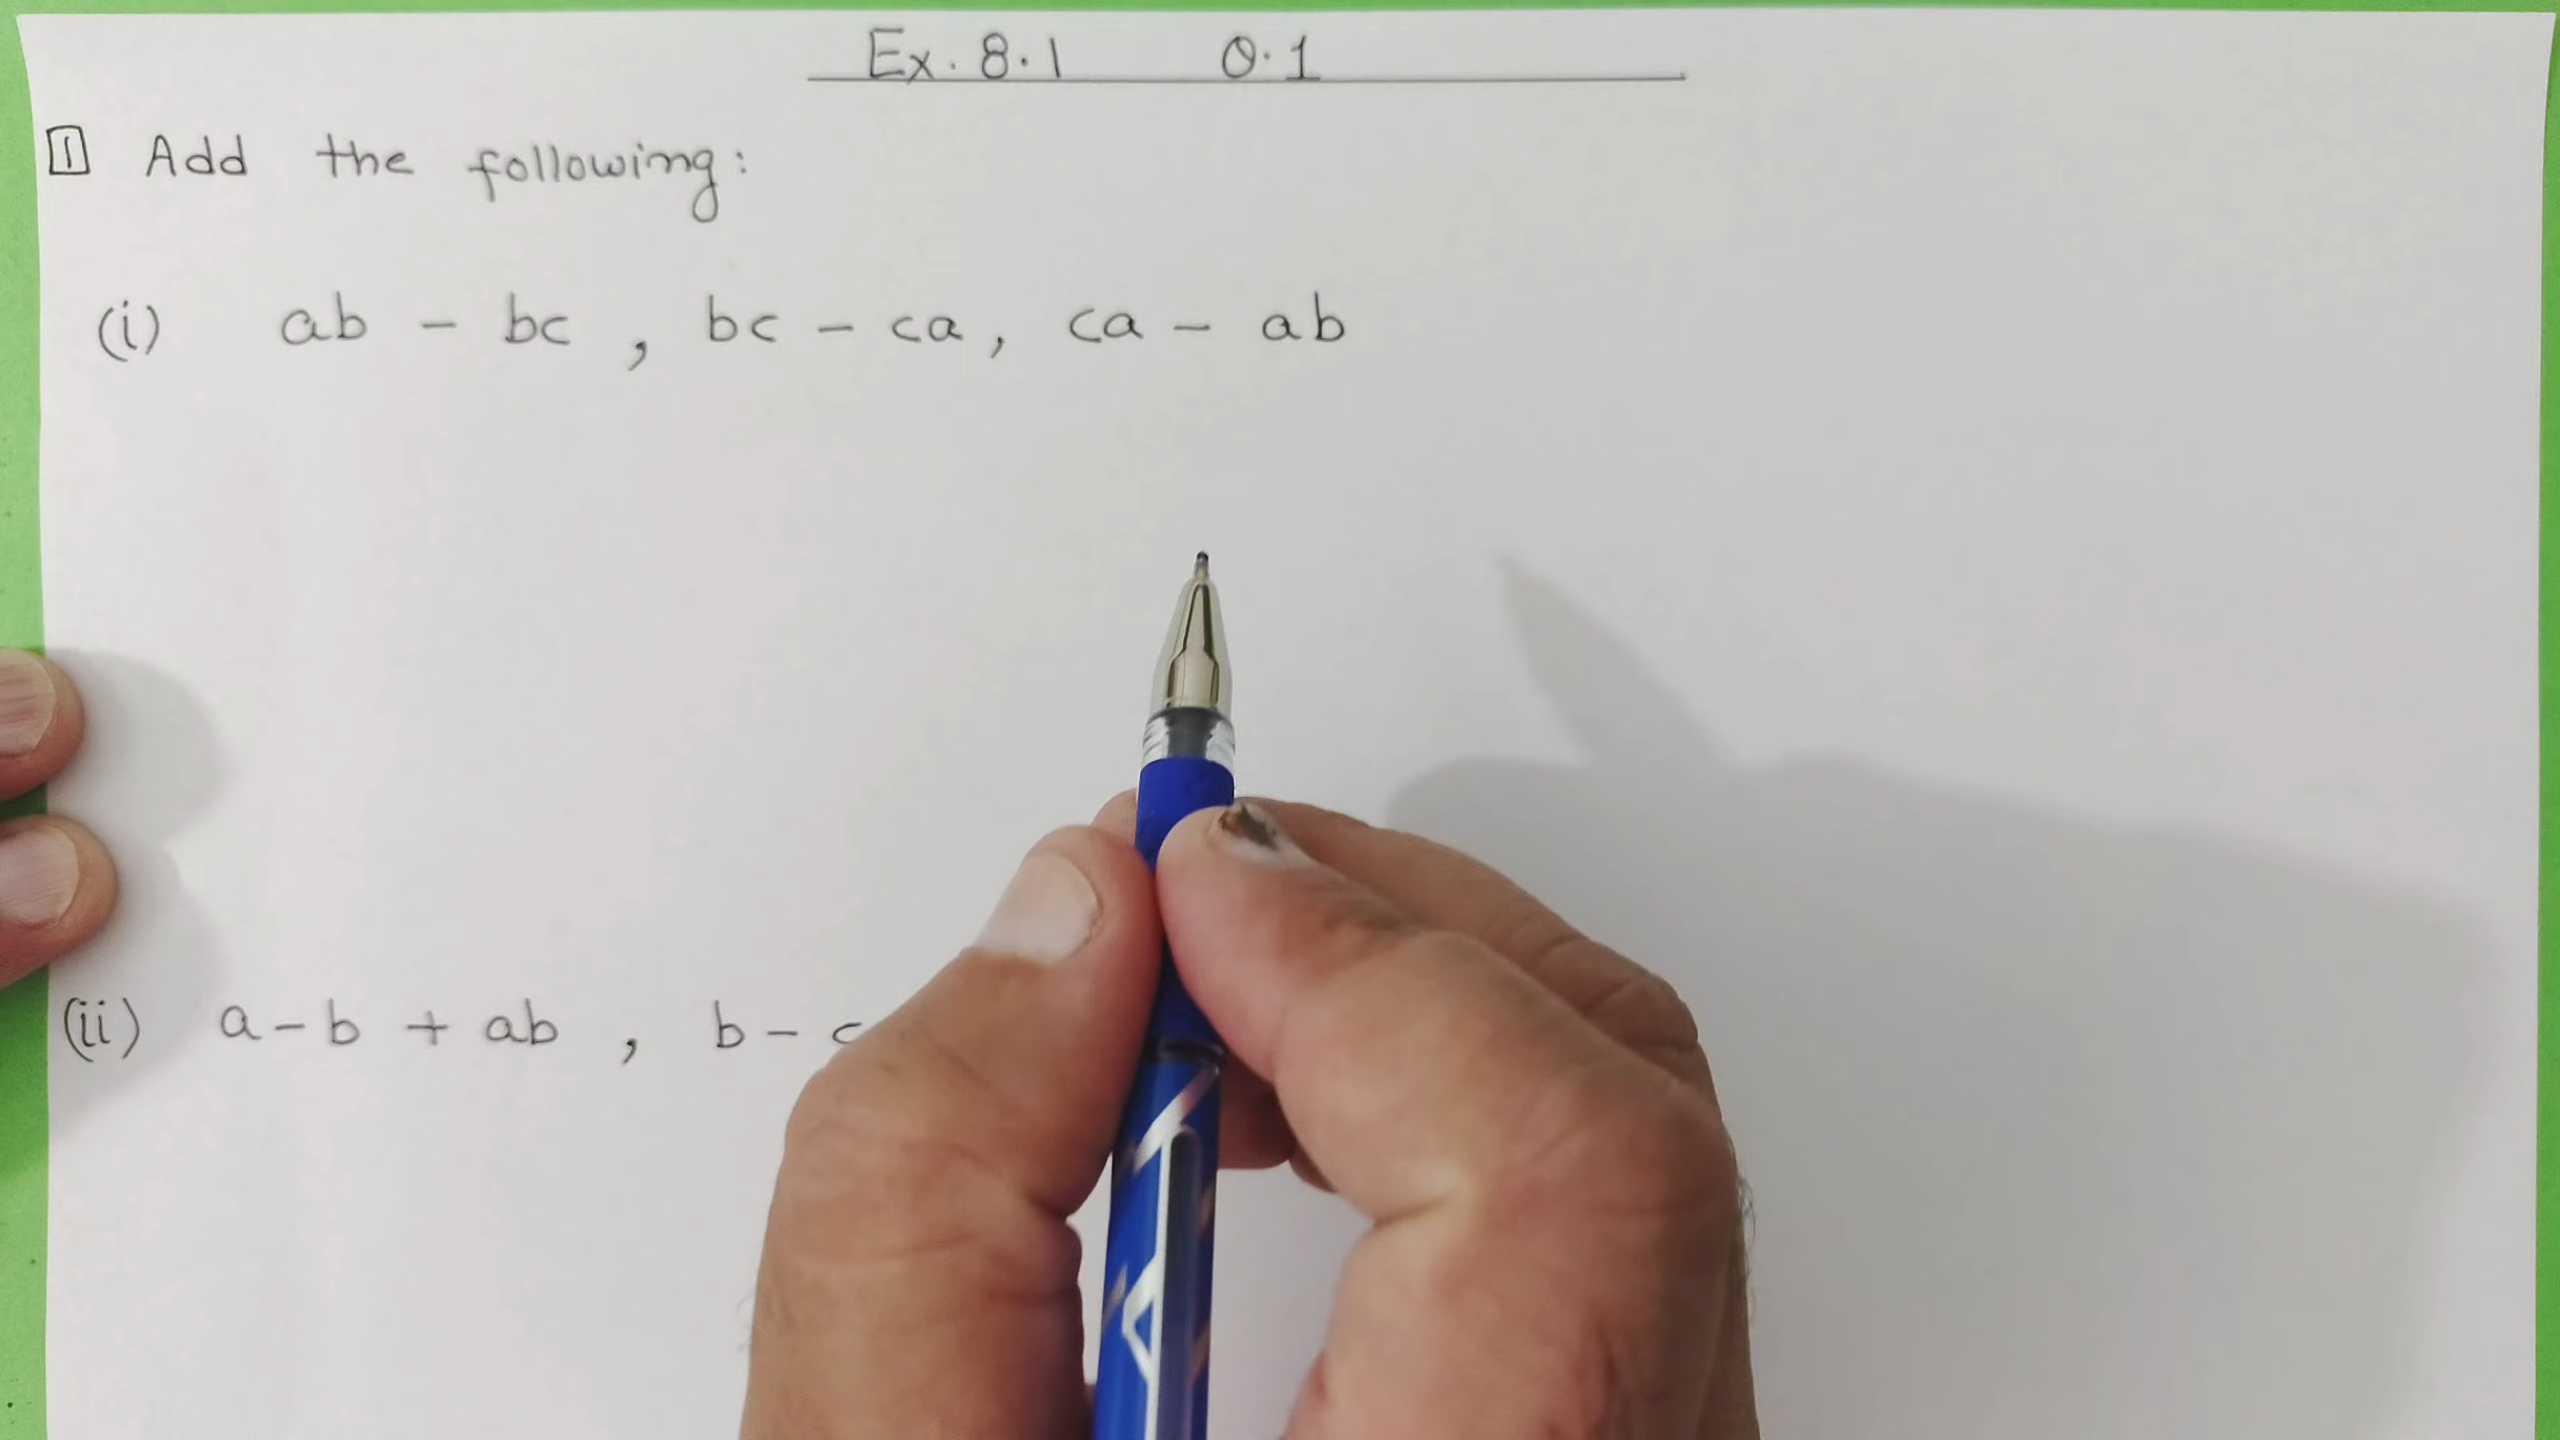 Ex. 8.1 Q.1
1 Add the following:
(i) ab - bc , bc - ca, ca - ab
(ii) a-b + ab , b - c